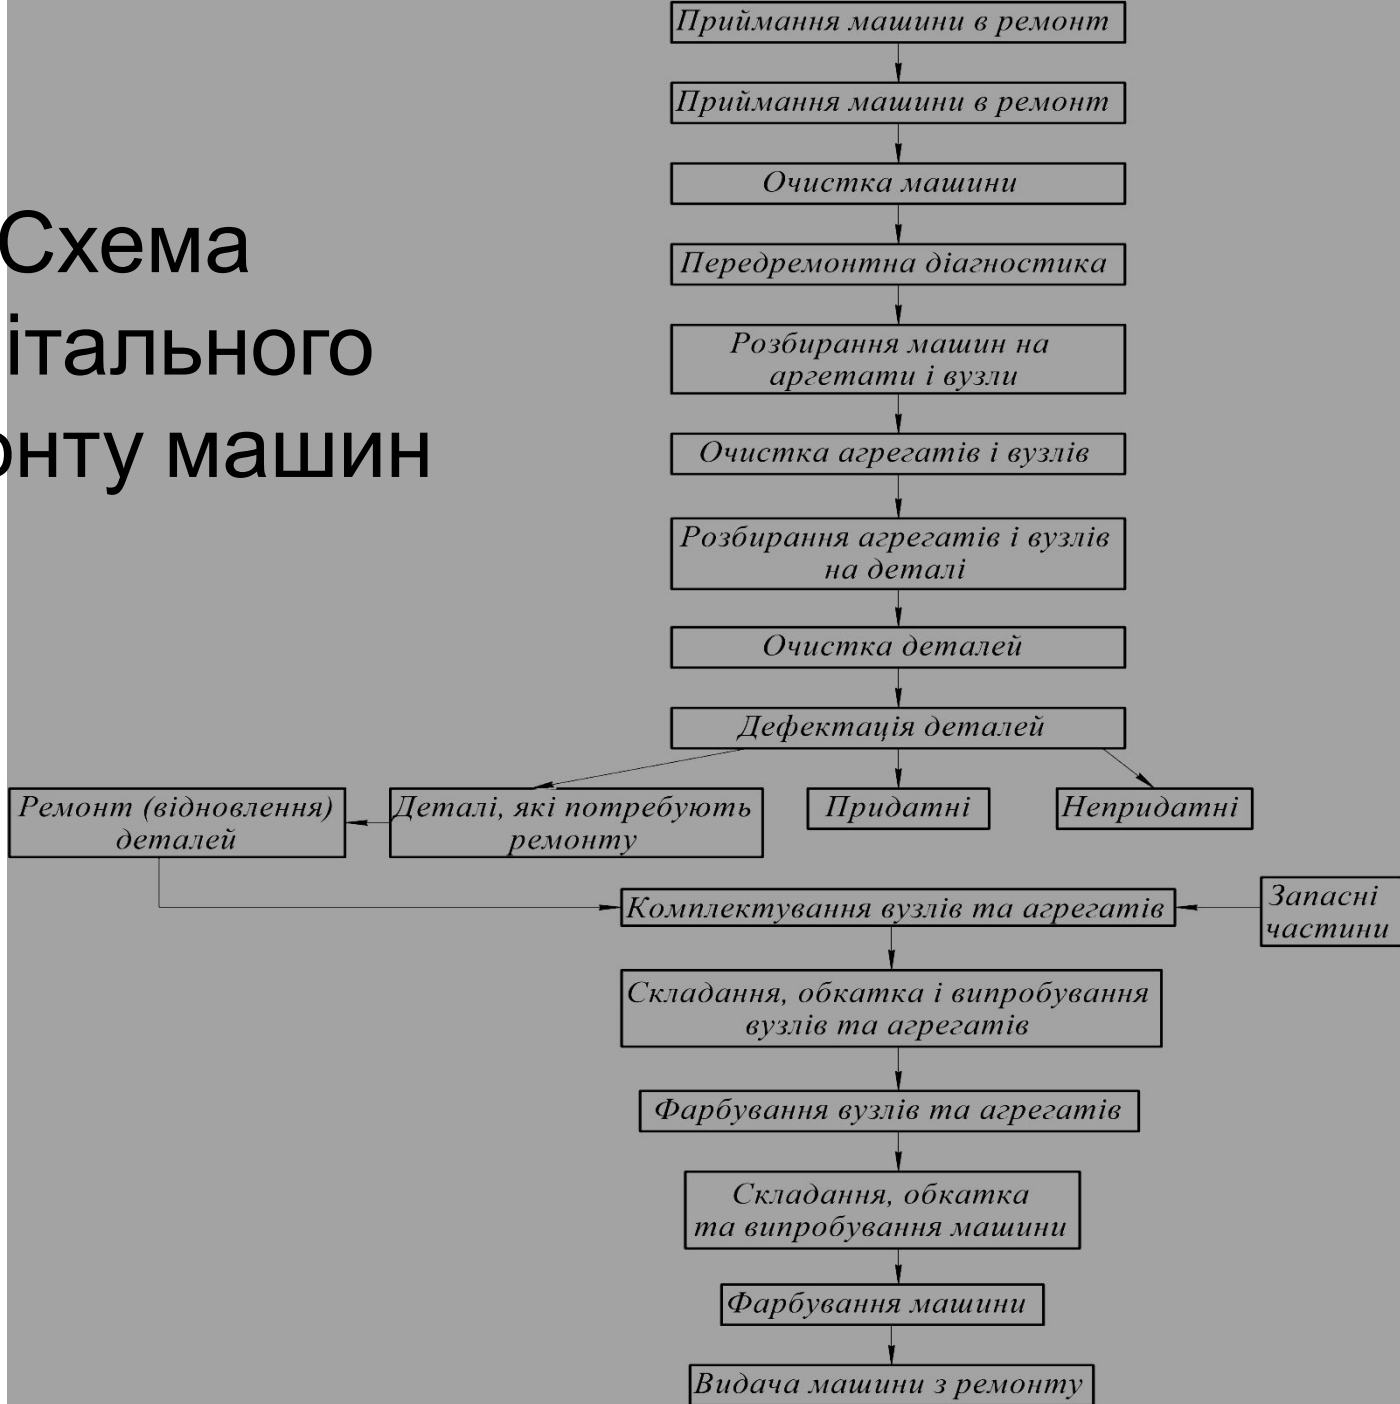 Схема
ітального
онту машин
Приймання машини в ремонт
Приймання машини в ремонт
Очистка машини
Передремонтна діагностика
Розбирання машин на
аргетати і вузли
Очистка агрегатів і вузлів
Розбирання агрегатів і вузлів
на деталі
Очистка деталей
Дефектація деталей
Ремонт (відновлення)
деталей
Деталі, які потребують
ремонту
Придатні
Непридатні
Комплектування вузлів та агрегатів
Запасні
частини
Складання, обкатка і випробування
вузлів та агрегатів
Фарбування вузлів та агрегатів
Складання, обкатка
та випробування машини
Фарбування машини
Видача машини з ремонту